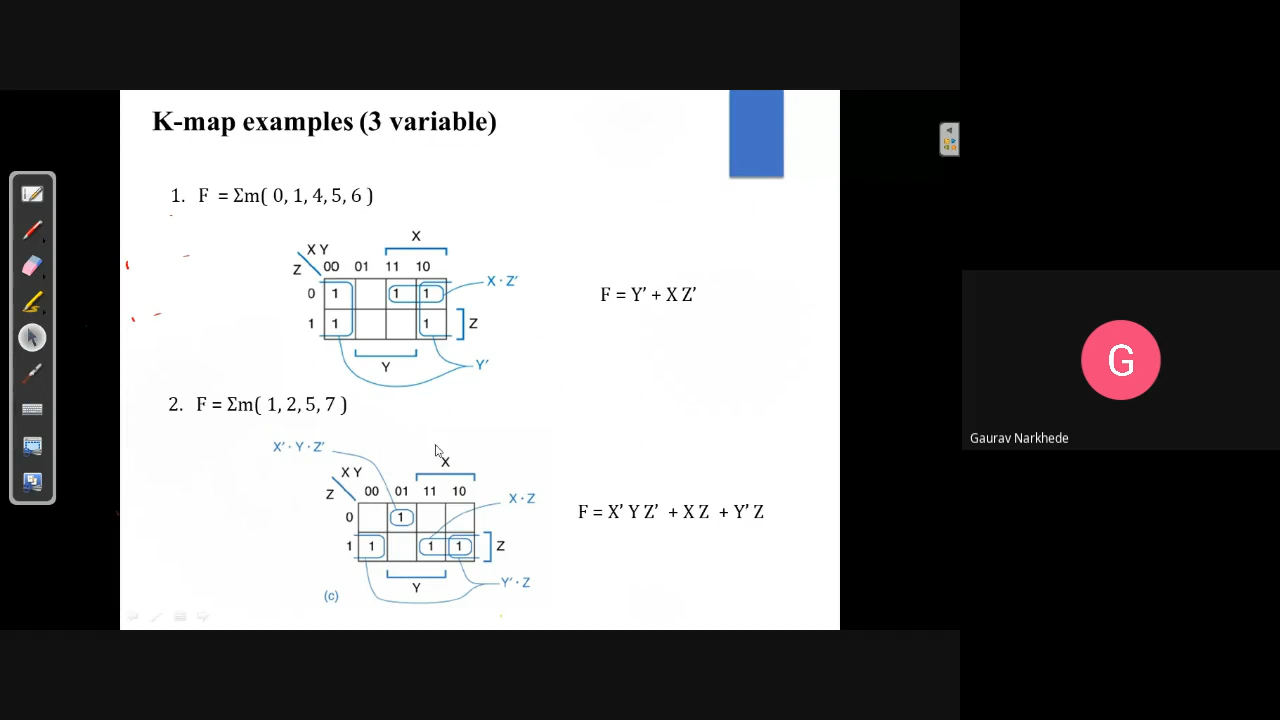 K-map examples (3 variable)
1. F = Σm( 0, 1, 4, 5, 6 )
X
X Y
Z 00 01 11 10
X · Z′
0 1 1 1
F = Y′ + X Z′
1 1 1 Z
Y
Y′
2. F = Σm( 1, 2, 5, 7 )
X′ · Y · Z′
X
X Y
Z 00 01 11 10
X · Z
0 1
F = X′ Y Z′ + X Z + Y′ Z
1 1 1 1 Z
Y
Y′ · Z
(c)
G
Gaurav Narkhede